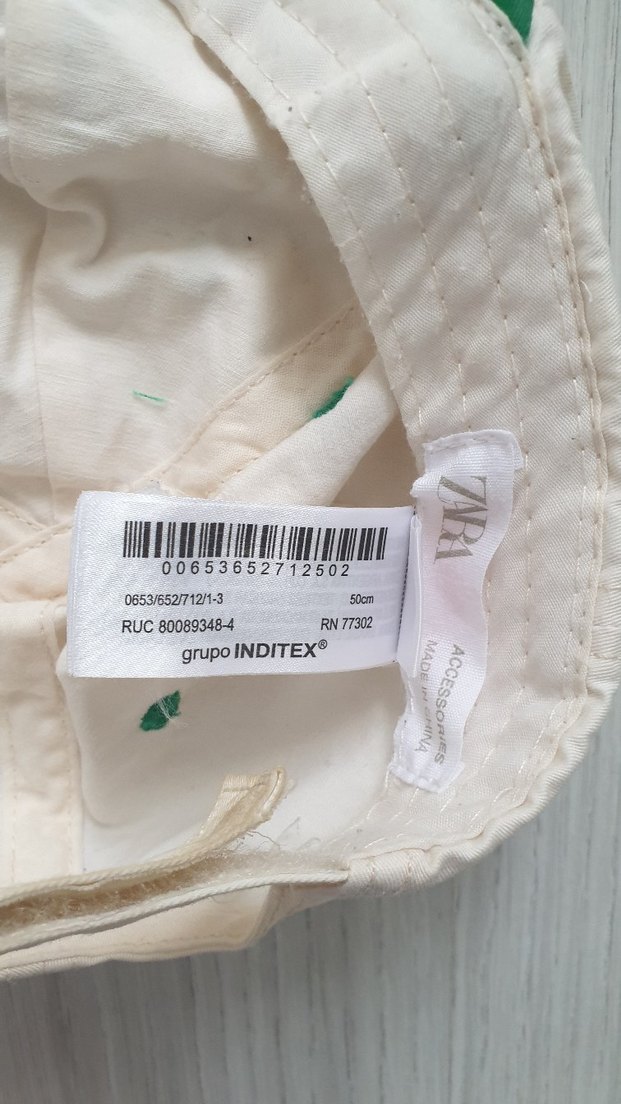 00653652712502
0653/652/712/1-3 50cm
RUC 80089348-4 RN 77302
grupo INDITEX®
ZARA
ACCESSORIES
MADE IN CHINA